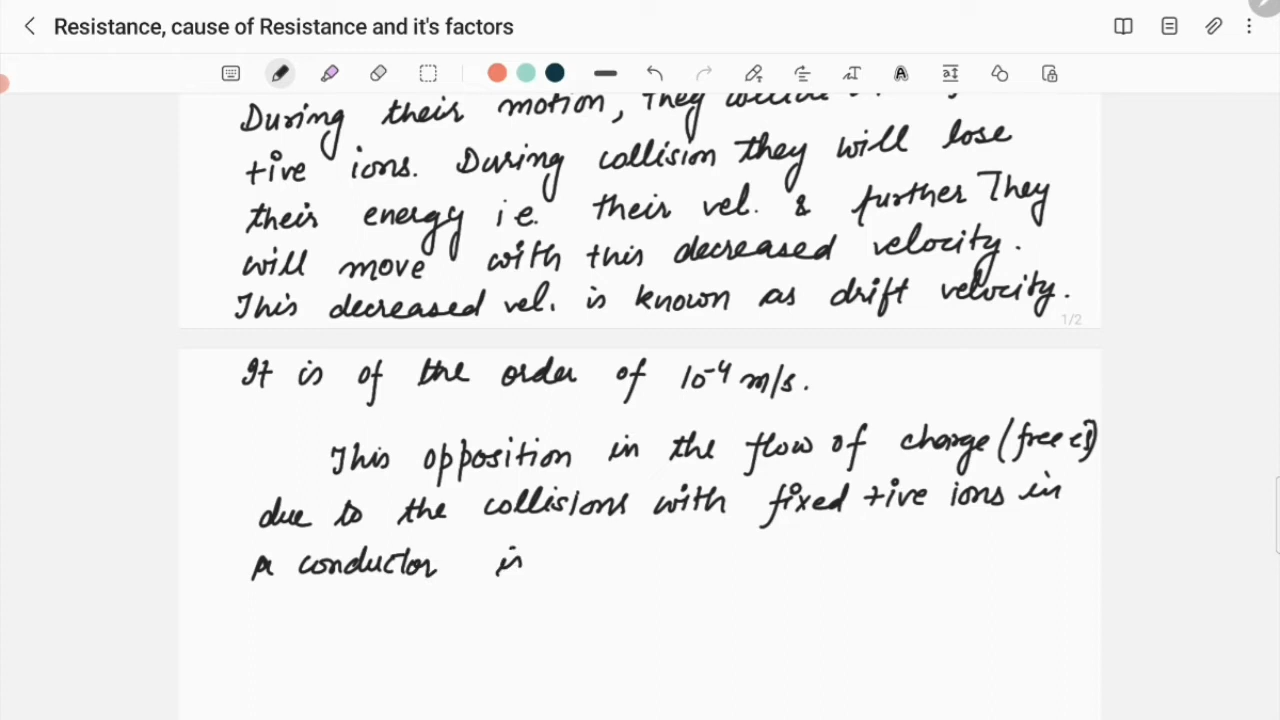 Resistance, cause of Resistance and it's factors
During their motion, they
+ive ions. During collision they will lose
their energy i.e. their vel. & further They
will move with this decreased velocity.
This decreased vel. is known as drift velocity.
1/2
It is of the order of 10⁻⁴ m/s.
This opposition in the flow of charge (free e⁻s)
due to the collisions with fixed +ive ions in
a conductor is